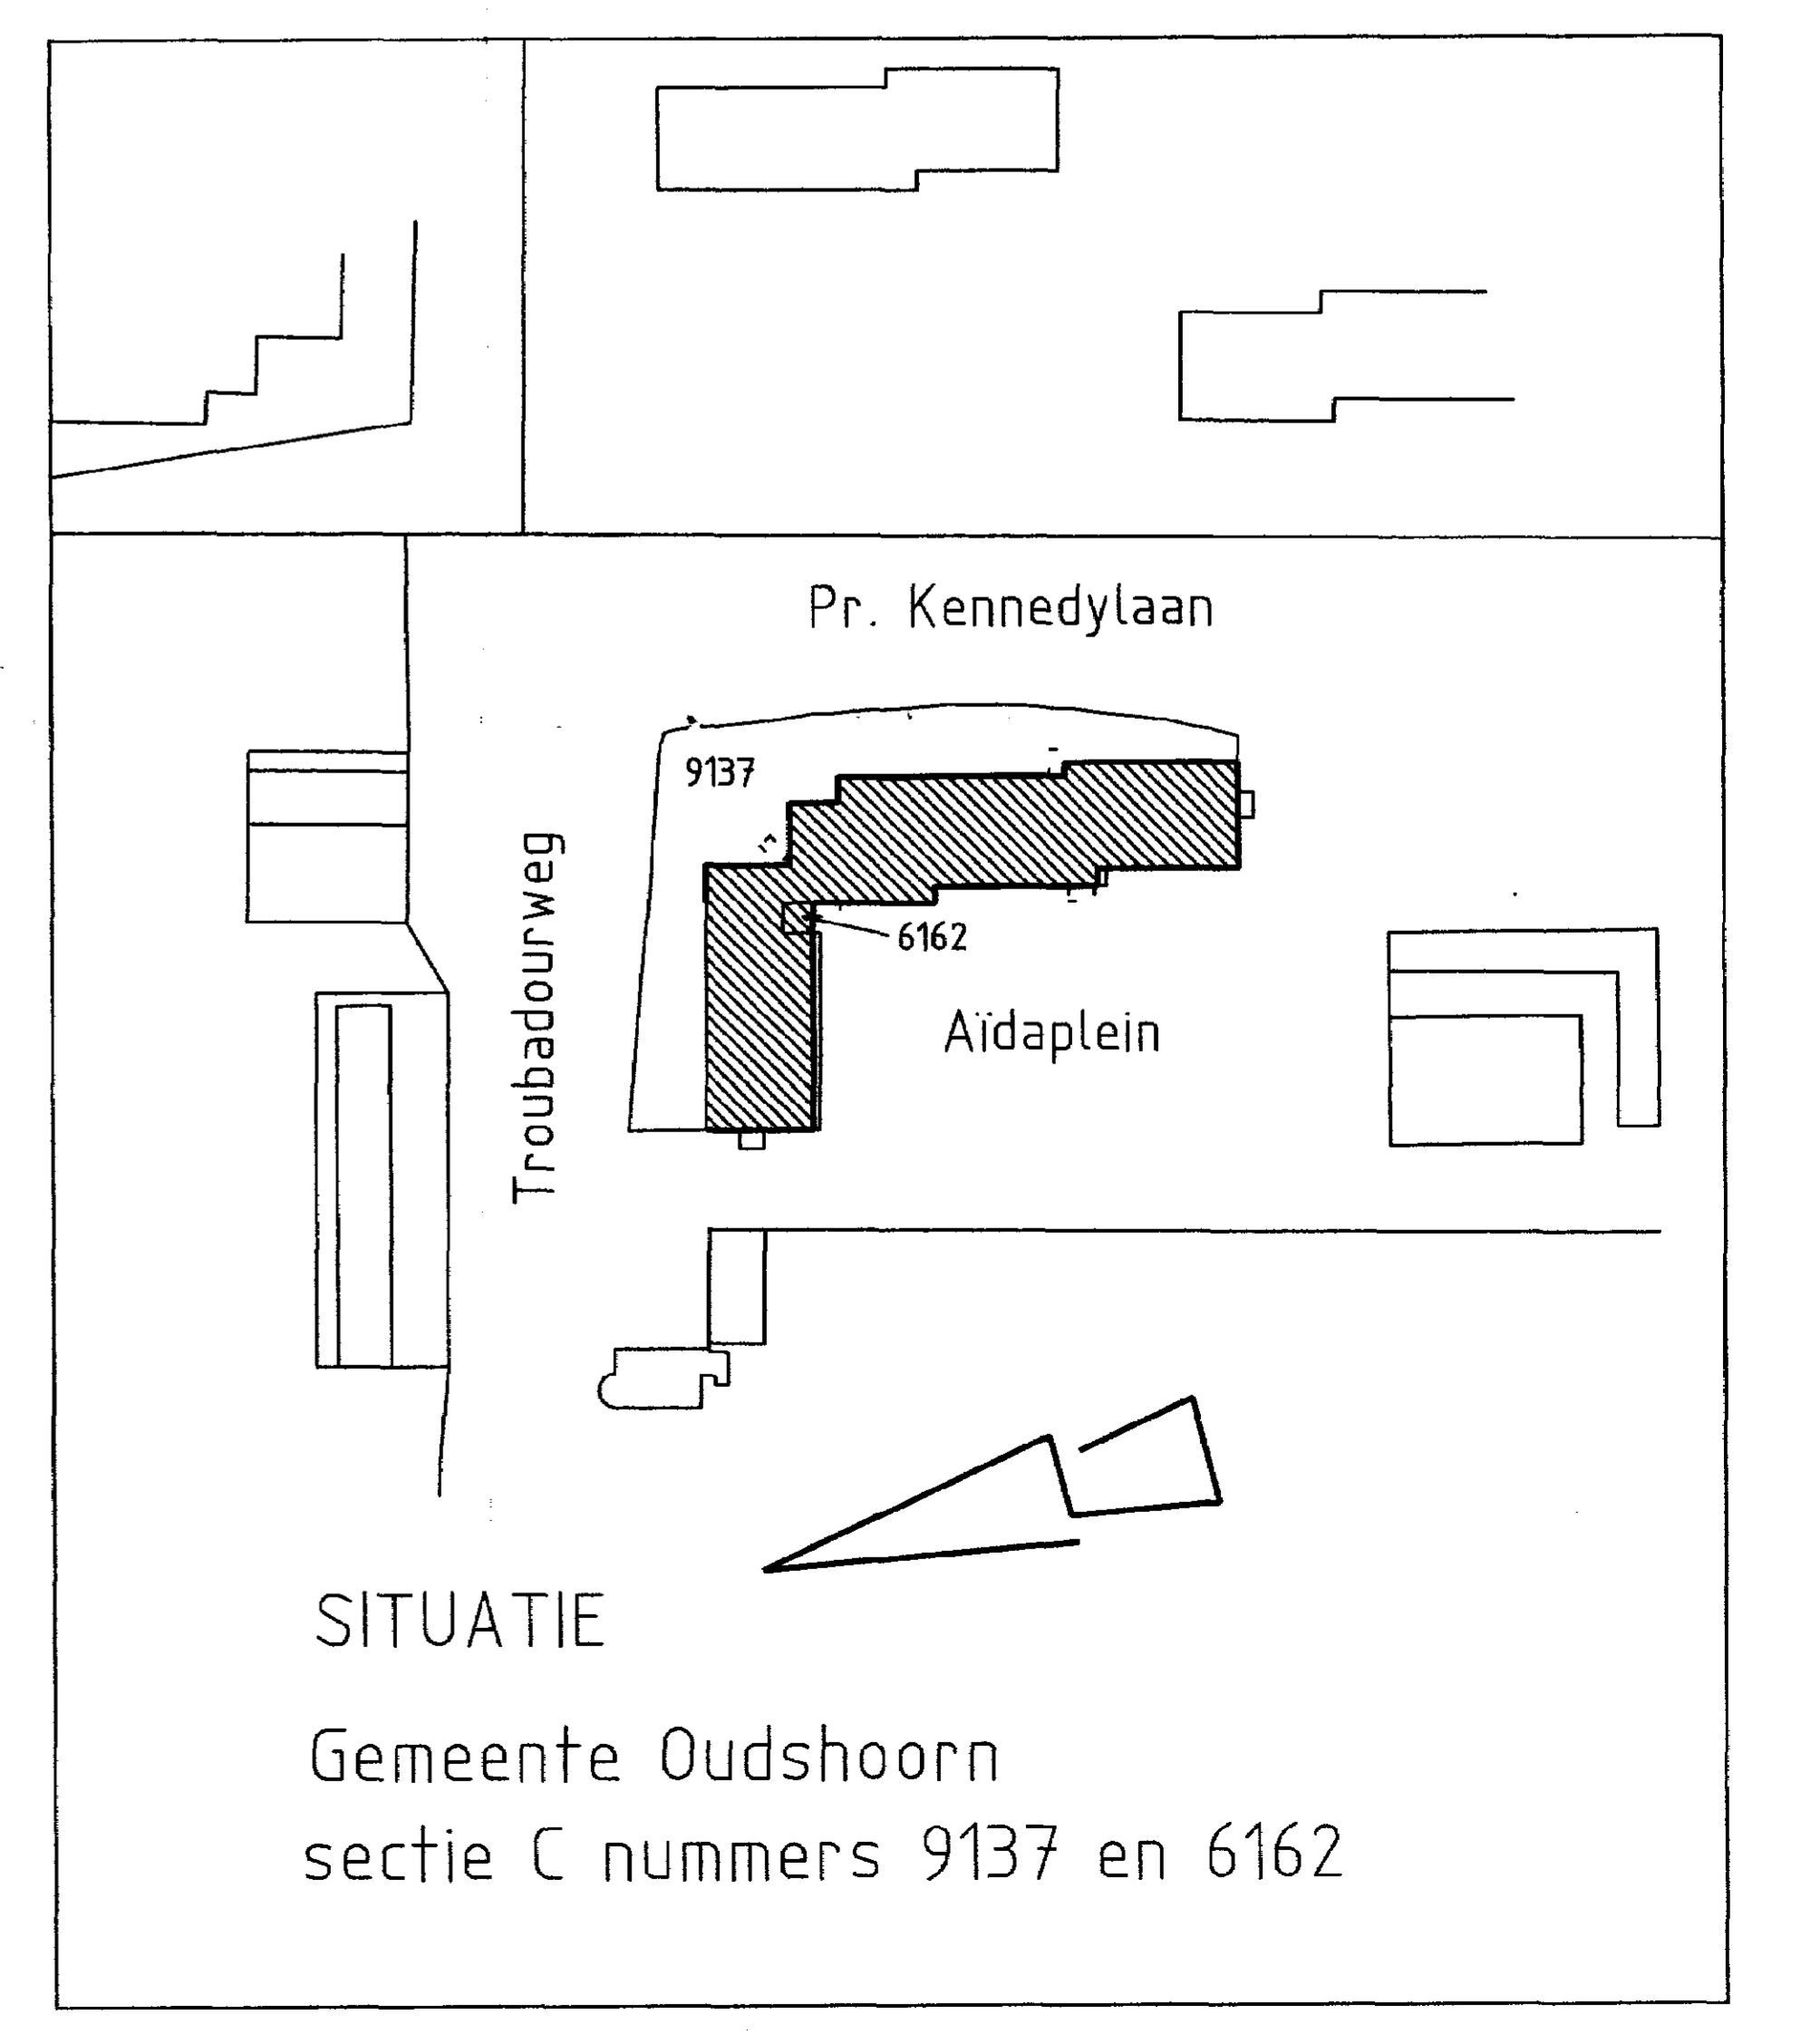 Pr. Kennedylaan
9137
Troubadourweg
6162
Aïdaplein
SITUATIE
Gemeente Oudshoorn
sectie C nummers 9137 en 6162